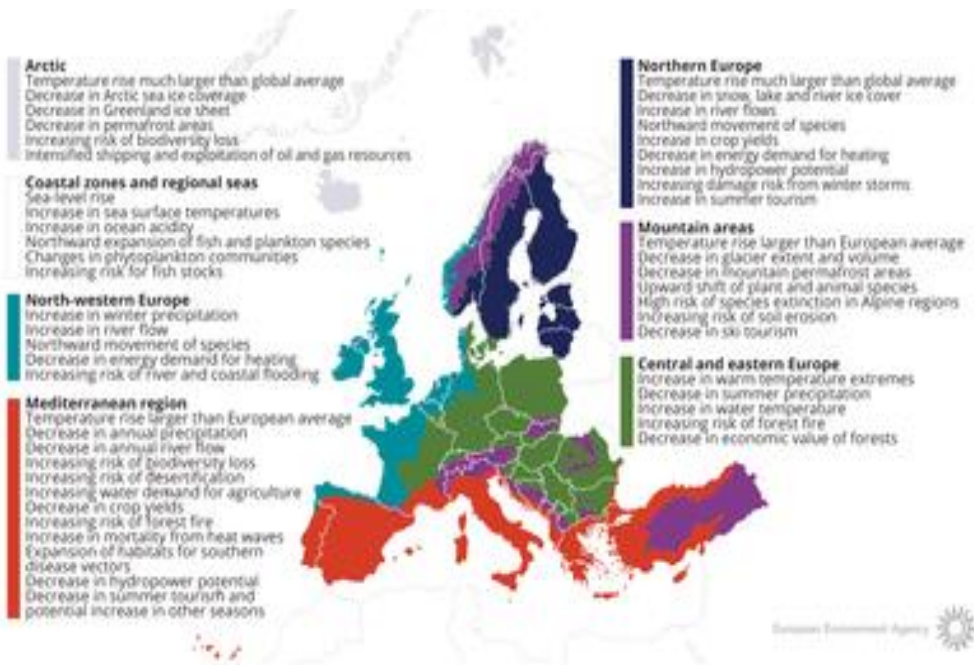 Arctic
Temperature rise much larger than global average
Decrease in Arctic sea ice coverage
Decrease in Greenland ice sheet
Decrease in permafrost areas
Increasing risk of biodiversity loss
Intensified shipping and exploitation of oil and gas resources
Coastal zones and regional seas
Sea-level rise
Increase in sea surface temperatures
Increase in ocean acidity
Northward expansion of fish and plankton species
Changes in phytoplankton communities
Increasing risk for fish stocks
North-western Europe
Increase in winter precipitation
Increase in river flow
Northward movement of species
Decrease in energy demand for heating
Increasing risk of river and coastal flooding
Mediterranean region
Temperature rise larger than European average
Decrease in annual precipitation
Decrease in annual river flow
Increasing risk of biodiversity loss
Increasing risk of desertification
Increasing water demand for agriculture
Decrease in crop yields
Increasing risk of forest fire
Increase in mortality from heat waves
Expansion of habitats for southern
disease vectors
Decrease in hydropower potential
Decrease in summer tourism and
potential increase in other seasons
Northern Europe
Temperature rise much larger than global average
Decrease in snow, lake and river ice cover
Increase in river flows
Northward movement of species
Increase in crop yields
Decrease in energy demand for heating
Increase in hydropower potential
Increasing damage risk from winter storms
Increase in summer tourism
Mountain areas
Temperature rise larger than European average
Decrease in glacier extent and volume
Decrease in mountain permafrost areas
Upward shift of plant and animal species
High risk of species extinction in Alpine regions
Increasing risk of soil erosion
Decrease in ski tourism
Central and eastern Europe
Increase in warm temperature extremes
Decrease in summer precipitation
Increase in water temperature
Increasing risk of forest fire
Decrease in economic value of forests
European Environment Agency